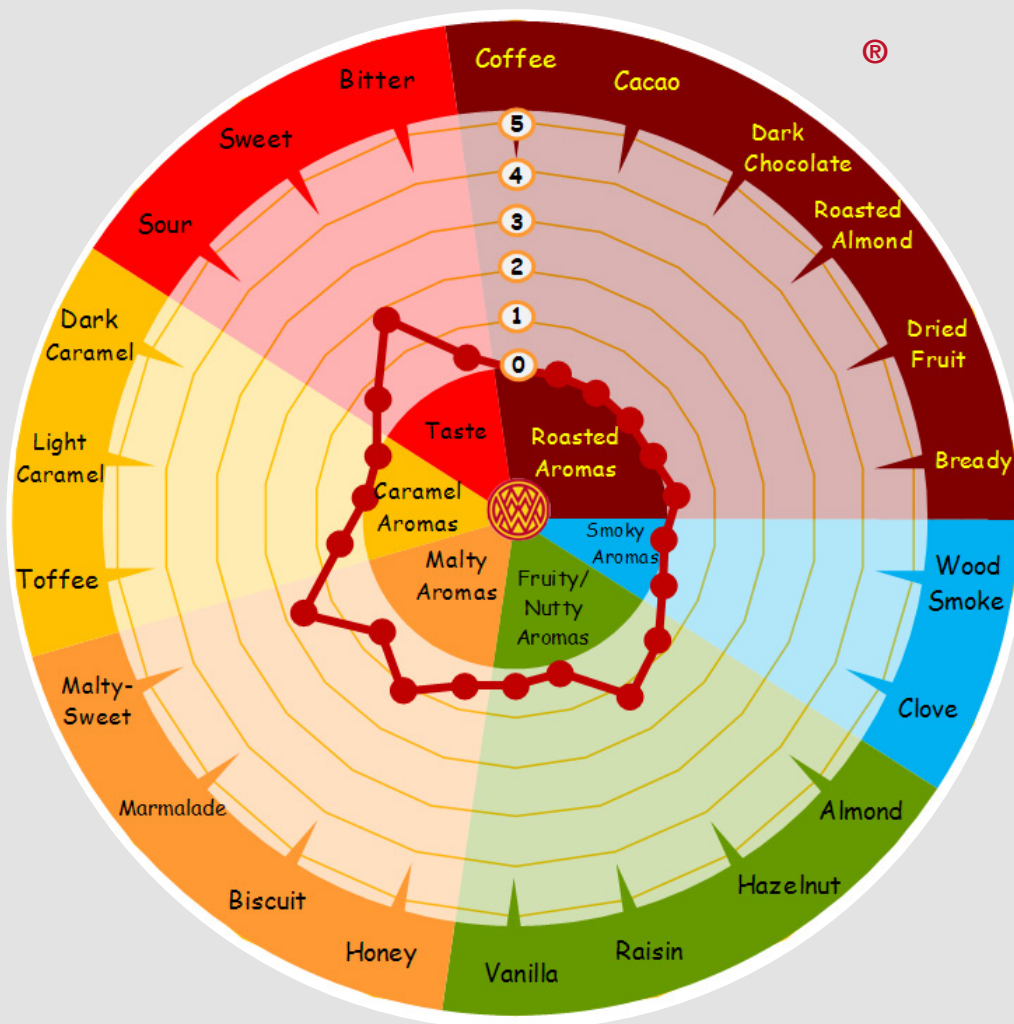 ®
Coffee
Cacao
Dark
Chocolate
Roasted
Almond
Dried
Fruit
Bready
Wood
Smoke
Clove
Almond
Hazelnut
Raisin
Vanilla
Honey
Biscuit
Marmalade
Malty-
Sweet
Toffee
Light
Caramel
Dark
Caramel
Sour
Sweet
Bitter
5
4
3
2
1
0
Taste
Roasted
Aromas
Smoky
Aromas
Fruity/
Nutty
Aromas
Malty
Aromas
Caramel
Aromas